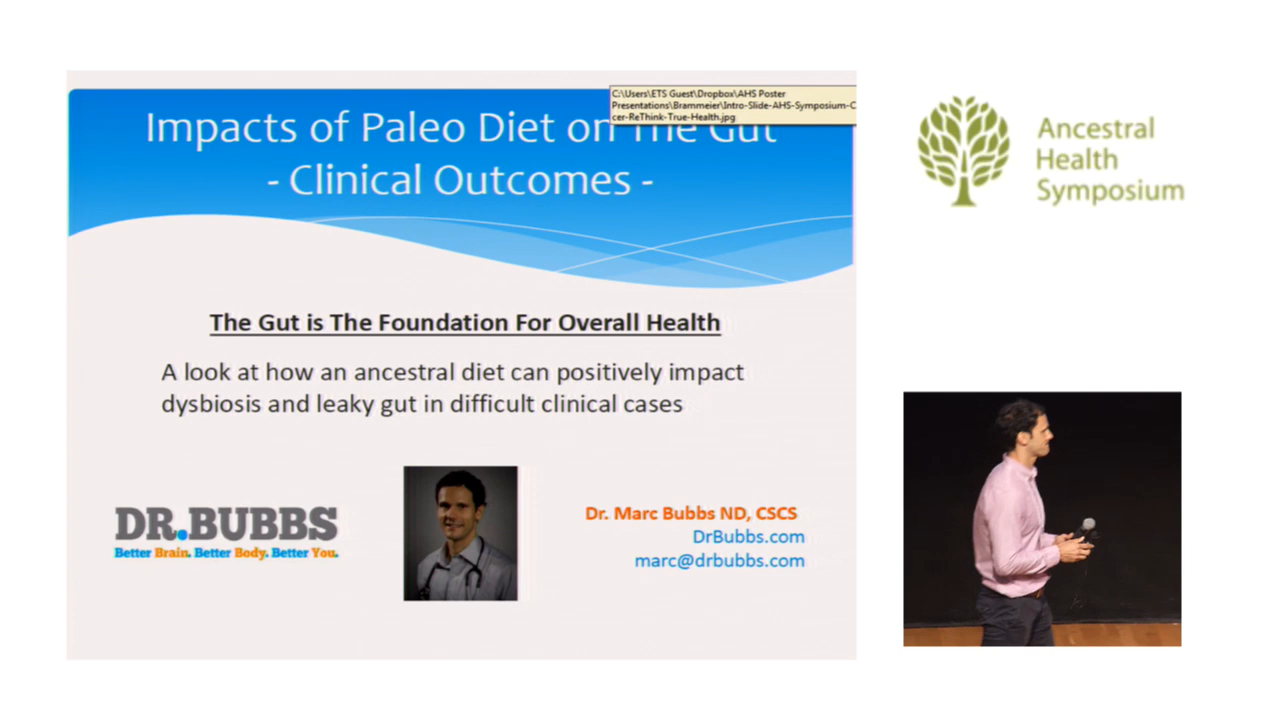 C:\Users\ETS Guest\Dropbox\AHS Poster
Presentations\Brammeier\Intro-Slide-AHS-Symposium-C
cer-ReThink-True-Health.jpg
Impacts of Paleo Diet on The Gut
- Clinical Outcomes -
The Gut is The Foundation For Overall Health
A look at how an ancestral diet can positively impact
dysbiosis and leaky gut in difficult clinical cases
DR.BUBBS
Better Brain. Better Body. Better You.
Dr. Marc Bubbs ND, CSCS
DrBubbs.com
marc@drbubbs.com
Ancestral
Health
Symposium